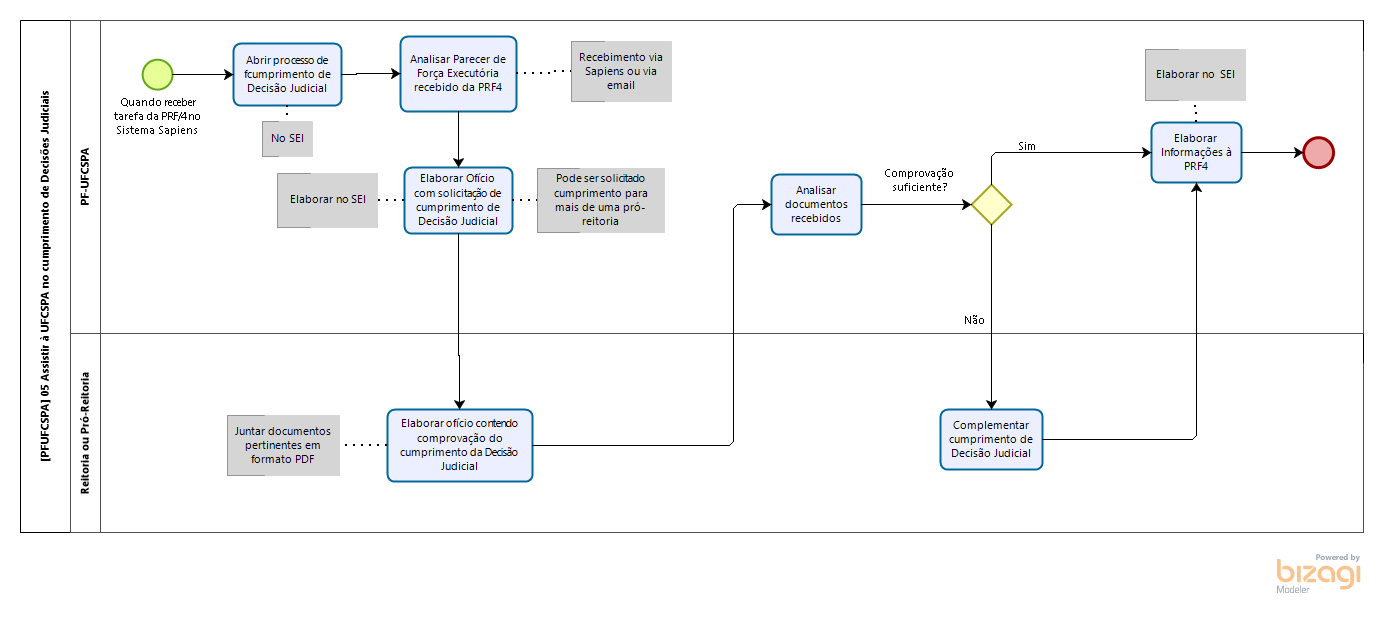 [PFUFCSPA] 05 Assistir à UFCSPA no cumprimento de Decisões Judiciais
PF-UFCSPA
Quando receber
tarefa da PRF/4 no
Sistema Sapiens
Abrir processo de
fcumprimento de
Decisão Judicial
No SEI
Analisar Parecer de
Força Executória
recebido da PRF4
Recebimento via
Sapiens ou via
email
Elaborar no SEI
Elaborar Ofício
com solicitação de
cumprimento de
Decisão Judicial
Pode ser solicitado
cumprimento para
mais de uma pró-
reitoria
Analisar
documentos
recebidos
Comprovação
suficiente?
Sim
Não
Elaborar no SEI
Elaborar
Informações à
PRF4
Reitoria ou Pró-Reitoria
Juntar documentos
pertinentes em
formato PDF
Elaborar ofício contendo
comprovação do
cumprimento da Decisão
Judicial
Complementar
cumprimento de
Decisão Judicial
Powered by
bizagi
Modeler